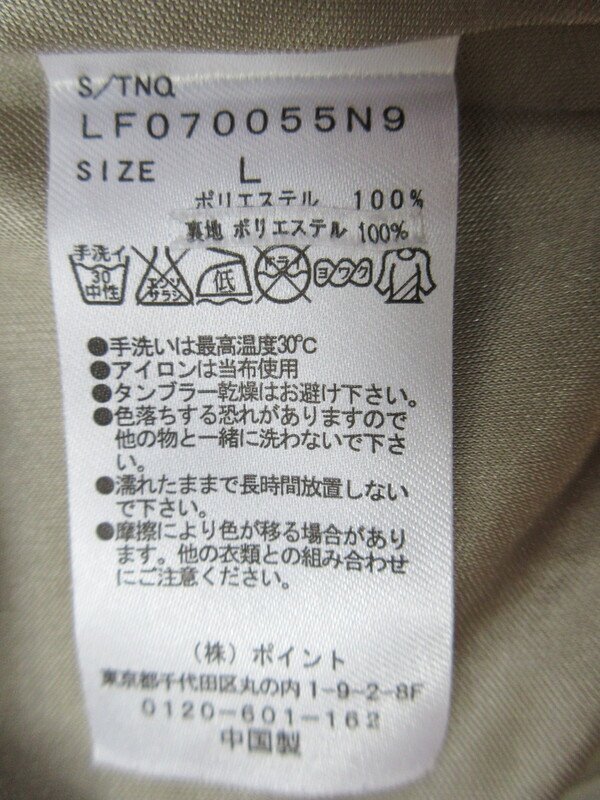 S/TNQ
LF070055N9
SIZE L
ポリエステル 100%
裏地 ポリエステル 100%
手洗イ 30 中性 エンソ サラシ 低 ドライ ヨワク
●手洗いは最高温度30℃
●アイロンは当布使用
●タンブラー乾燥はお避け下さい。
●色落ちする恐れがありますので
他の物と一緒に洗わないで下さ
い。
●濡れたままで長時間放置しない
で下さい。
●摩擦により色が移る場合があり
ます。他の衣類との組み合わせ
にご注意ください。
(株) ポイント
東京都千代田区丸の内1-9-2-8F
0120-601-162
中国製